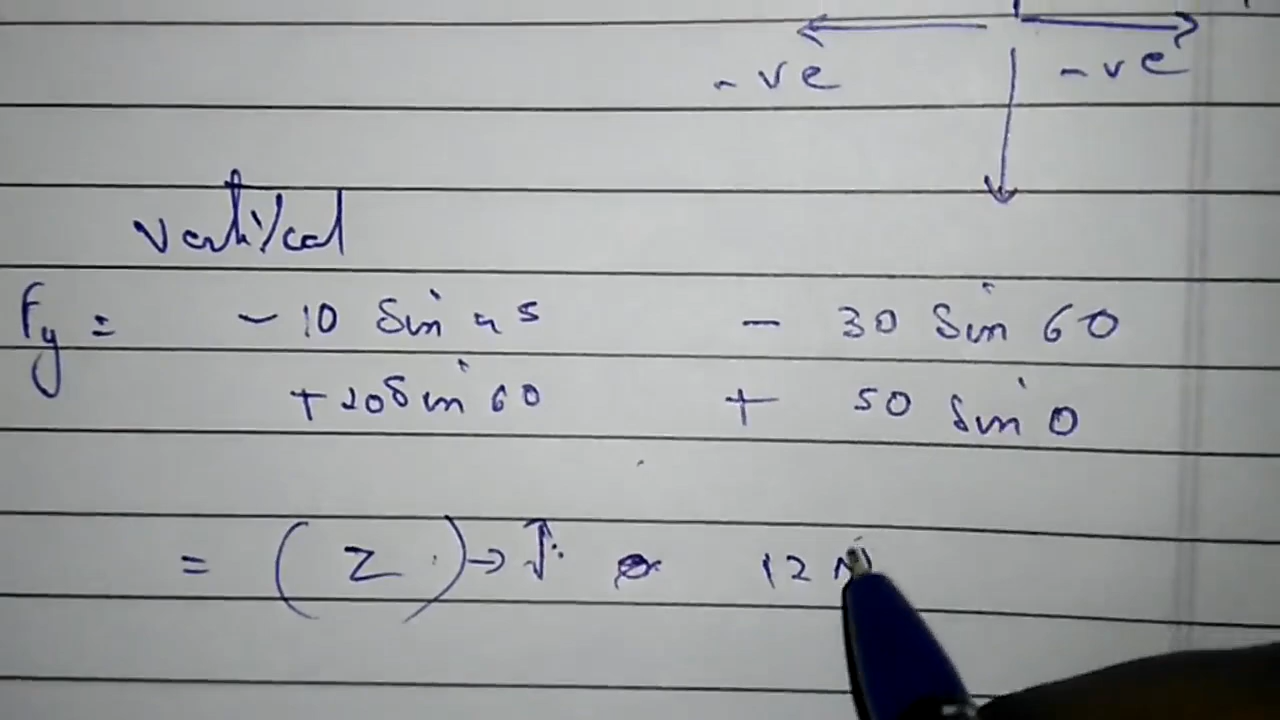 -ve -ve
vertical
Fy = - 10 Sin 45 - 30 Sin 60
+ 20 Sin 60 + 50 Sin 0
= ( Z ) → ↑ 12 N